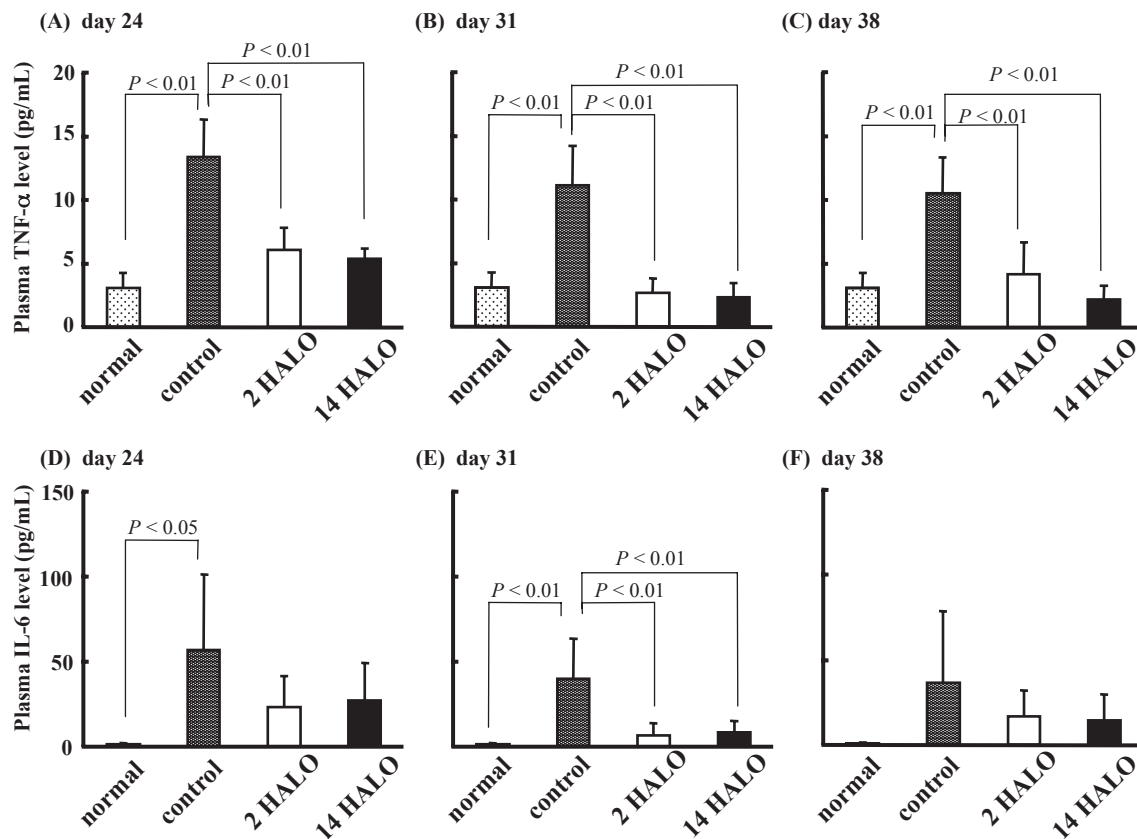 (A) day 24
(B) day 31
(C) day 38
Plasma TNF-α level (pg/mL)
20
15
10
5
0
P < 0.01
P < 0.01
P < 0.01
P < 0.01
P < 0.01
P < 0.01
P < 0.01
P < 0.01
P < 0.01
normal
control
2 HALO
14 HALO
normal
control
2 HALO
14 HALO
normal
control
2 HALO
14 HALO
(D) day 24
(E) day 31
(F) day 38
Plasma IL-6 level (pg/mL)
150
100
50
0
P < 0.05
P < 0.01
P < 0.01
P < 0.01
normal
control
2 HALO
14 HALO
normal
control
2 HALO
14 HALO
normal
control
2 HALO
14 HALO